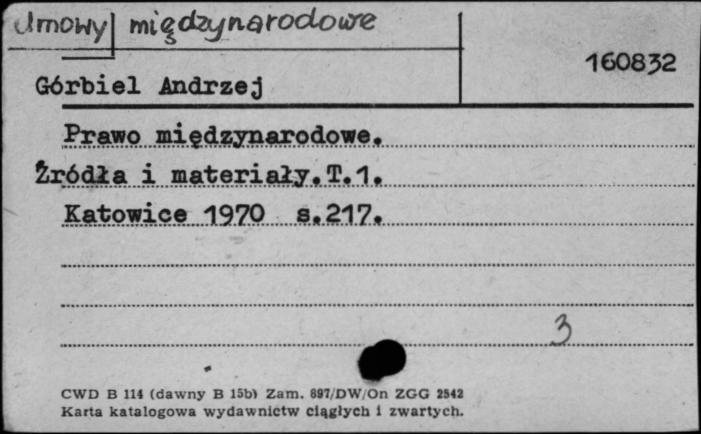 Umowy międzynarodowe
160832
Górbiel Andrzej
Prawo międzynarodowe.
Źródła i materiały.T.1.
Katowice 1970 s.217.
3
CWD B 114 (dawny B 15b) Zam. 897/DW/On ZGG 2542
Karta katalogowa wydawnictw ciągłych i zwartych.